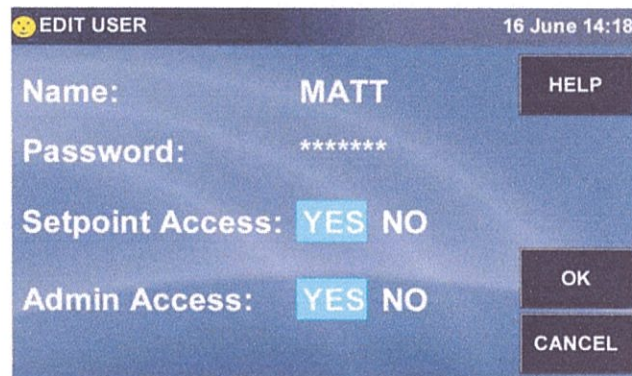 EDIT USER 16 June 14:18
Name: MATT HELP
Password: *******
Setpoint Access: YES NO
Admin Access: YES NO
OK
CANCEL